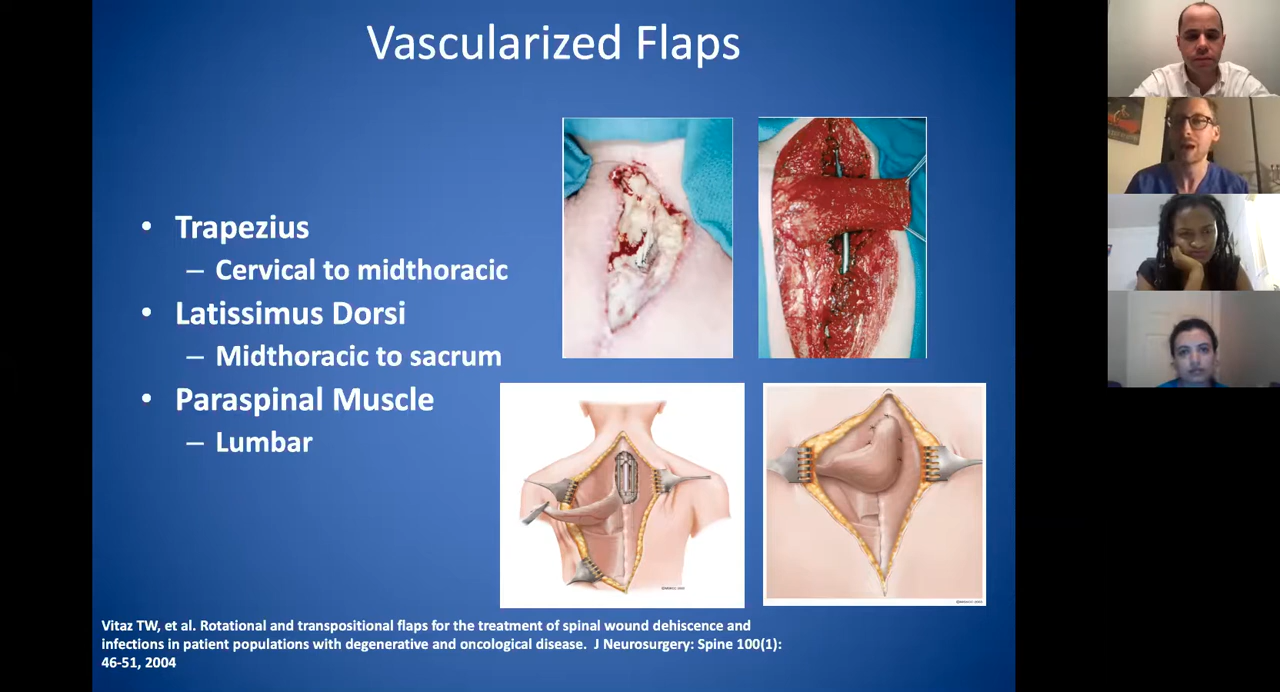 Vascularized Flaps
• Trapezius
– Cervical to midthoracic
• Latissimus Dorsi
– Midthoracic to sacrum
• Paraspinal Muscle
– Lumbar
Vitaz TW, et al. Rotational and transpositional flaps for the treatment of spinal wound dehiscence and
infections in patient populations with degenerative and oncological disease. J Neurosurgery: Spine 100(1):
46-51, 2004